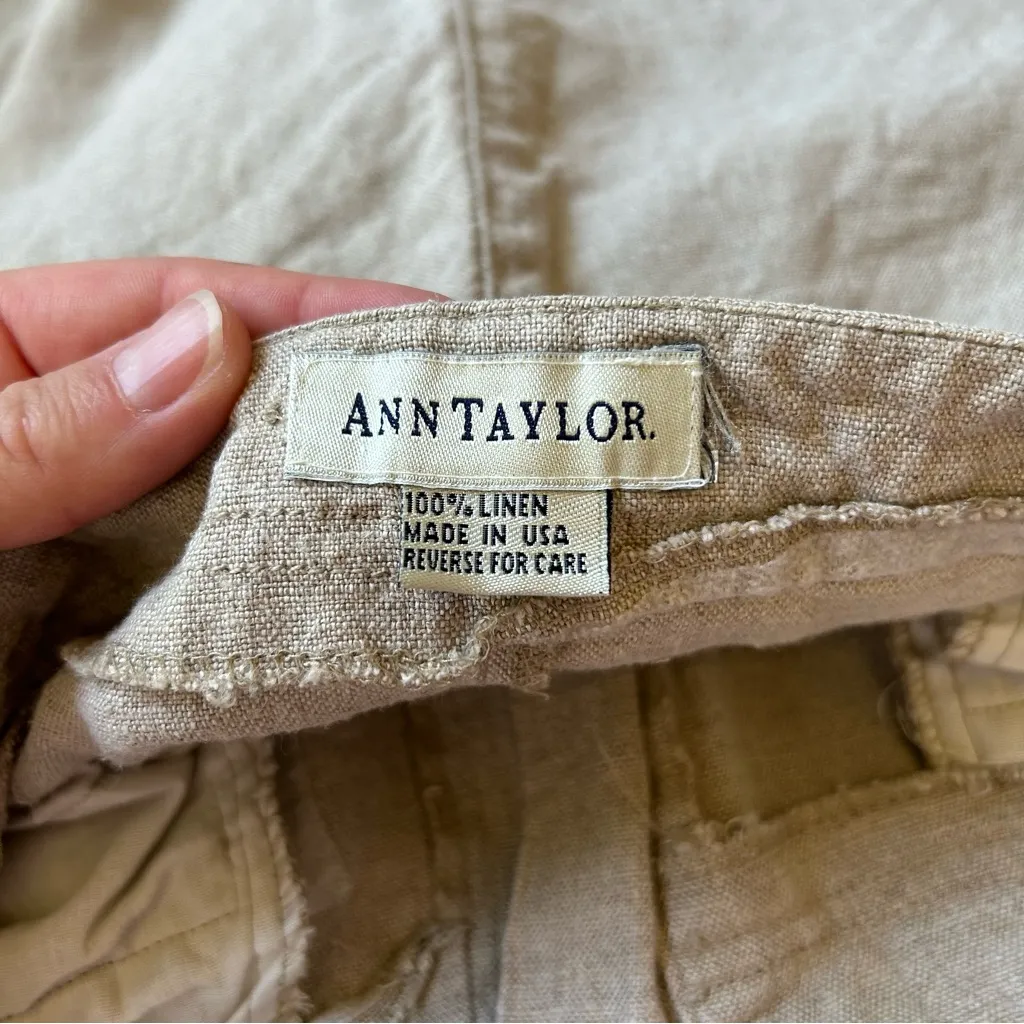 ANN TAYLOR.
100% LINEN
MADE IN USA
REVERSE FOR CARE